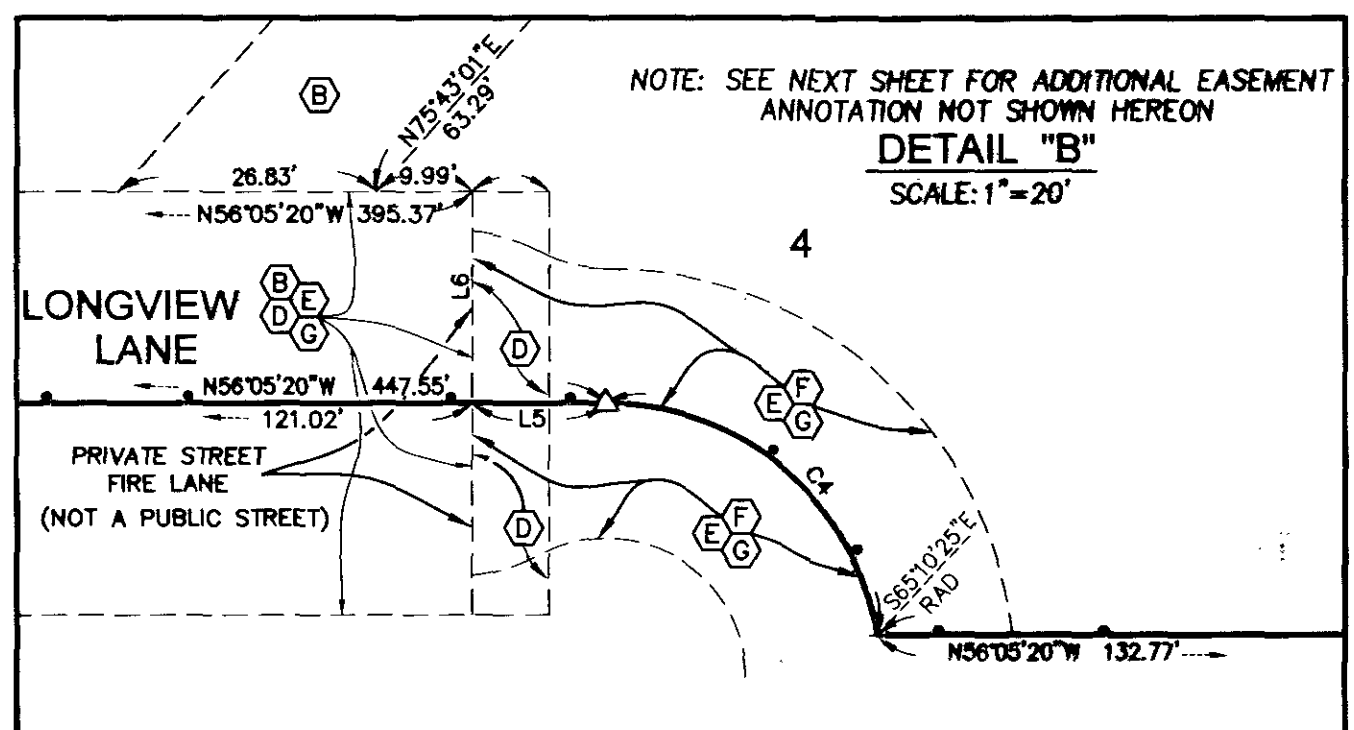 NOTE: SEE NEXT SHEET FOR ADDITIONAL EASEMENT
ANNOTATION NOT SHOWN HEREON
DETAIL "B"
SCALE: 1"=20'
B
N75°43'01"E
63.29'
26.83'
9.99'
N56°05'20"W 395.37'
4
LONGVIEW
LANE
B
E
D
G
L6
D
N56°05'20"W 447.55'
121.02'
L5
F
E
G
PRIVATE STREET
FIRE LANE
(NOT A PUBLIC STREET)
D
F
E
G
C4
S65°10'25"E
RAD
N56°05'20"W 132.77'